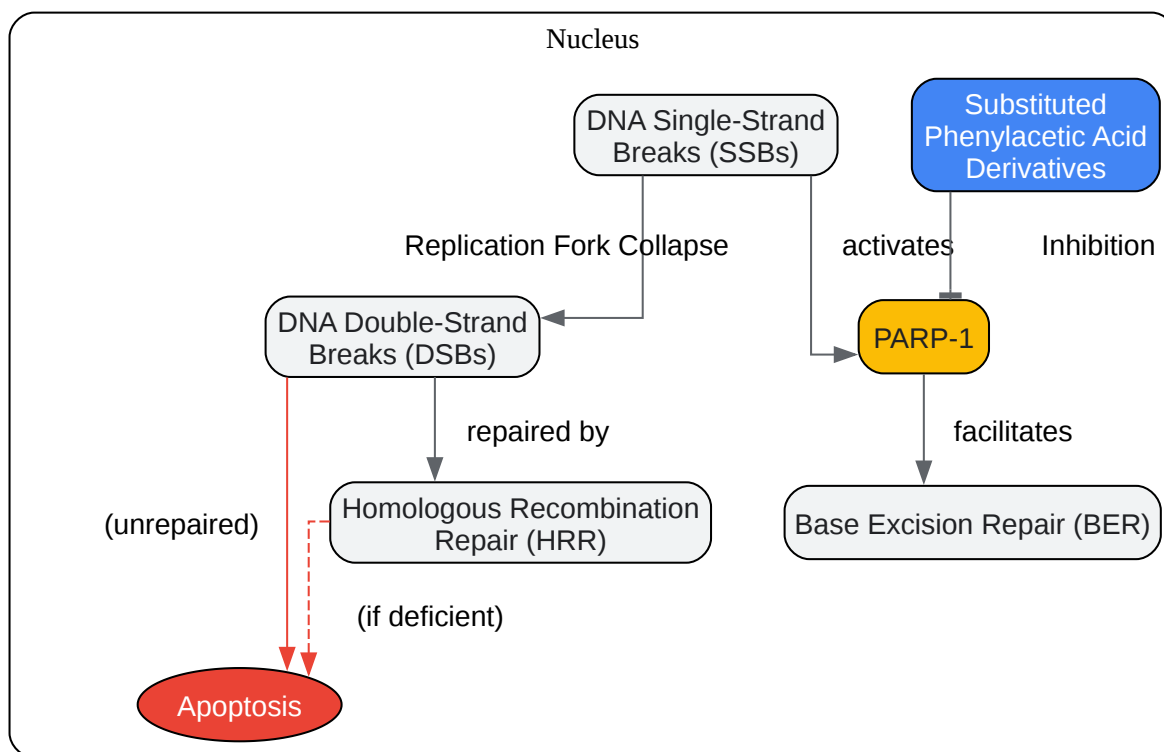 Nucleus
DNA Single-Strand
Breaks (SSBs)
Substituted
Phenylacetic Acid
Derivatives
Replication Fork Collapse
activates
Inhibition
DNA Double-Strand
Breaks (DSBs)
PARP-1
repaired by
facilitates
(unrepaired)
Homologous Recombination
Repair (HRR)
Base Excision Repair (BER)
(if deficient)
Apoptosis